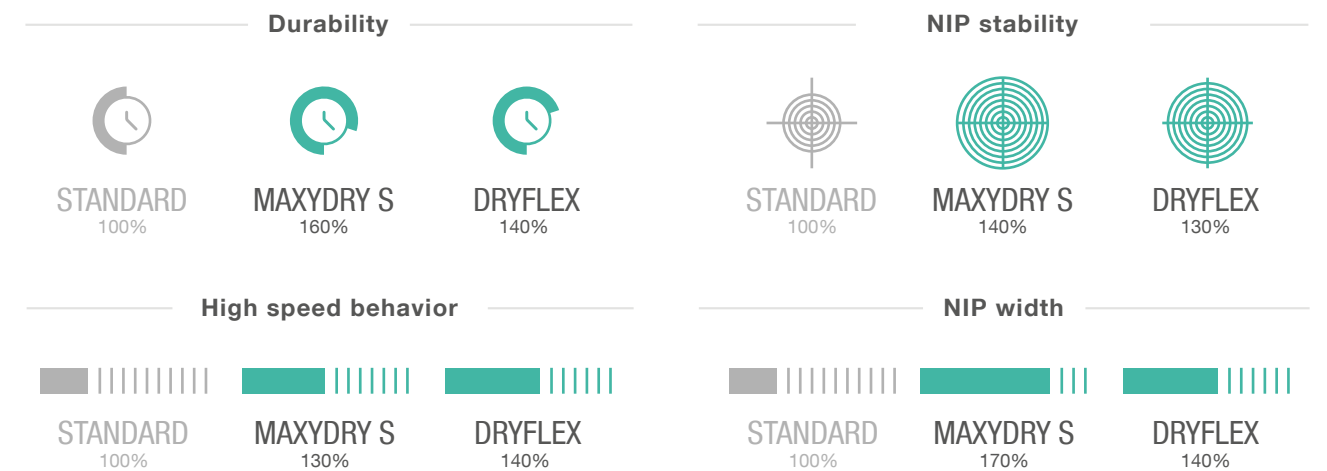 Durability
STANDARD
100%
MAXYDRY S
160%
DRYFLEX
140%
NIP stability
STANDARD
100%
MAXYDRY S
140%
DRYFLEX
130%
High speed behavior
STANDARD
100%
MAXYDRY S
130%
DRYFLEX
140%
NIP width
STANDARD
100%
MAXYDRY S
170%
DRYFLEX
140%